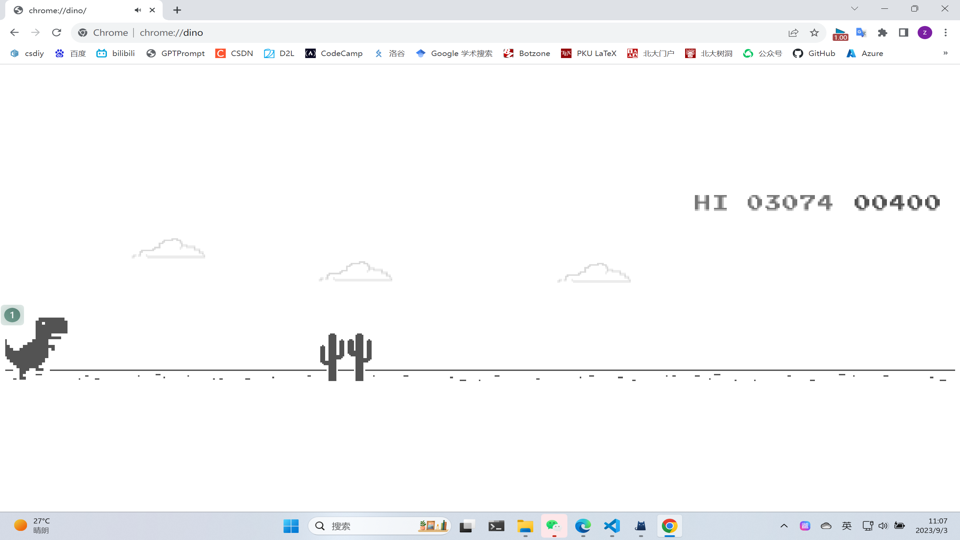 chrome://dino/
Chrome | chrome://dino
1.00
z
csdiy 百度 bilibili GPTPrompt CSDN D2L CodeCamp 洛谷 Google 学术搜索 Botzone PKU LaTeX 北大门户 北大树洞 公众号 GitHub Azure »
HI 03074 00400
1
27°C
晴朗
搜索
英
11:07
2023/9/3